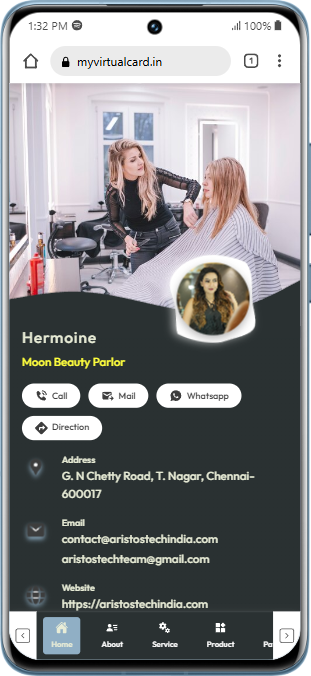 1:32 PM
100%
myvirtualcard.in
1
Hermoine
Moon Beauty Parlor
Call
Mail
Whatsapp
Direction
Address
G. N Chetty Road, T. Nagar, Chennai-
600017
Email
contact@aristostechindia.com
aristostechteam@gmail.com
Website
https://aristostechindia.com
Home
About
Service
Product